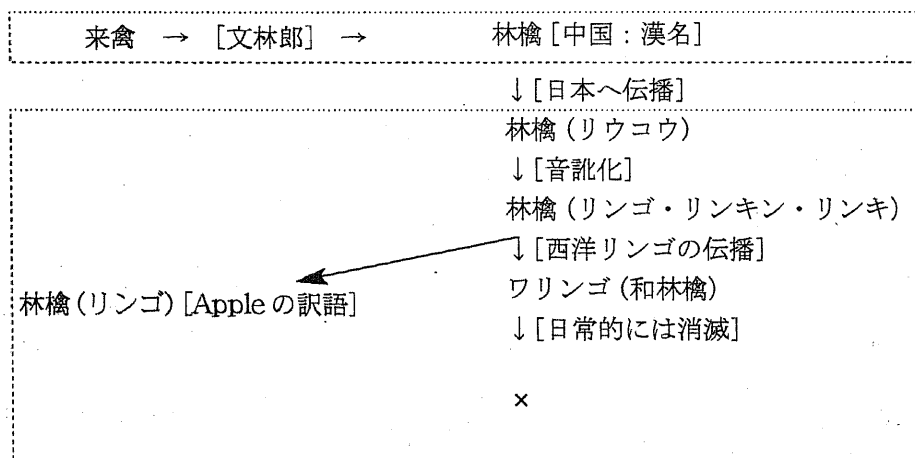 来禽 → [文林郎] → 林檎[中国:漢名]
↓[日本へ伝播]
林檎(リウコウ)
↓[音訛化]
林檎(リンゴ・リンキン・リンキ)
↓[西洋リンゴの伝播]
林檎(リンゴ)[Appleの訳語] ワリンゴ(和林檎)
↓[日常的には消滅]
×